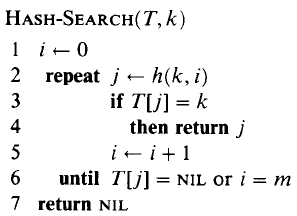 HASH-SEARCH(T, k)
1 i ← 0
2 repeat j ← h(k, i)
3 if T[j] = k
4 then return j
5 i ← i + 1
6 until T[j] = NIL or i = m
7 return NIL